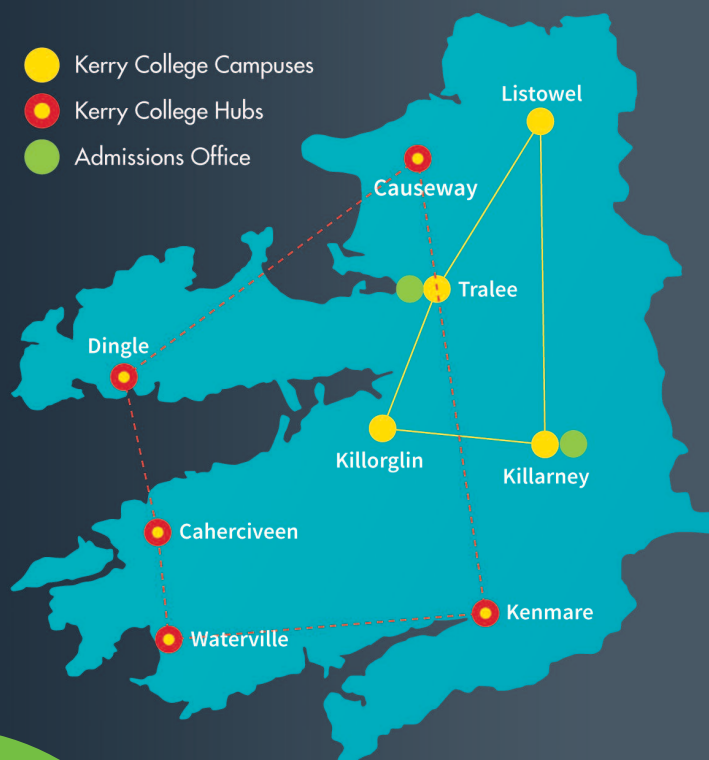 Kerry College Campuses
Kerry College Hubs
Admissions Office
Listowel
Causeway
Tralee
Dingle
Killorglin
Killarney
Caherciveen
Kenmare
Waterville